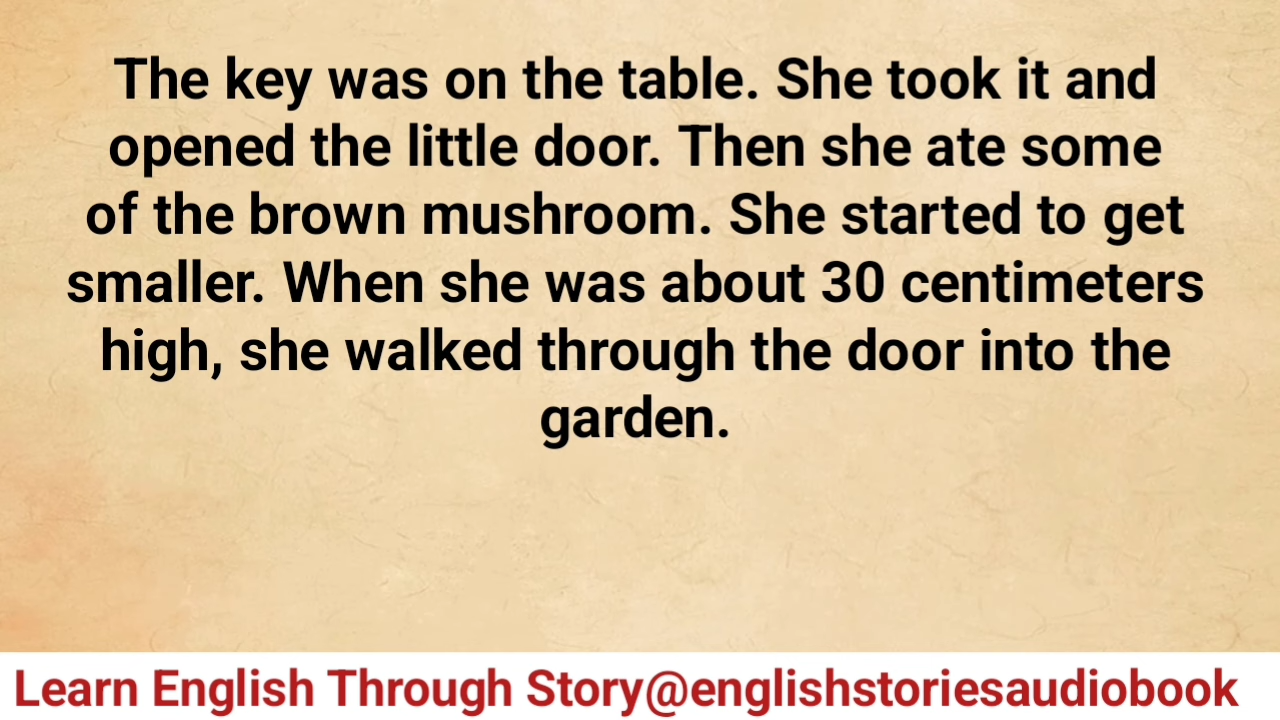 The key was on the table. She took it and
opened the little door. Then she ate some
of the brown mushroom. She started to get
smaller. When she was about 30 centimeters
high, she walked through the door into the
garden.
Learn English Through Story@englishstoriesaudiobook